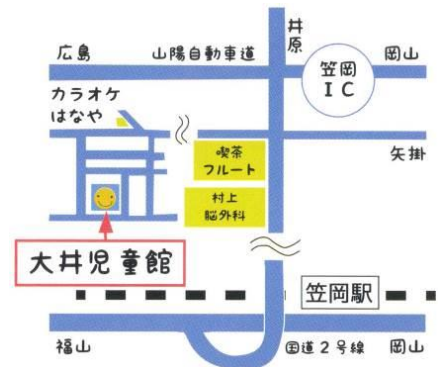 井原
広島
山陽自動車道
岡山
笠岡
IC
カラオケ
はなや
喫茶
フルート
矢掛
村上
脳外科
大井児童館
笠岡駅
福山
国道2号線
岡山